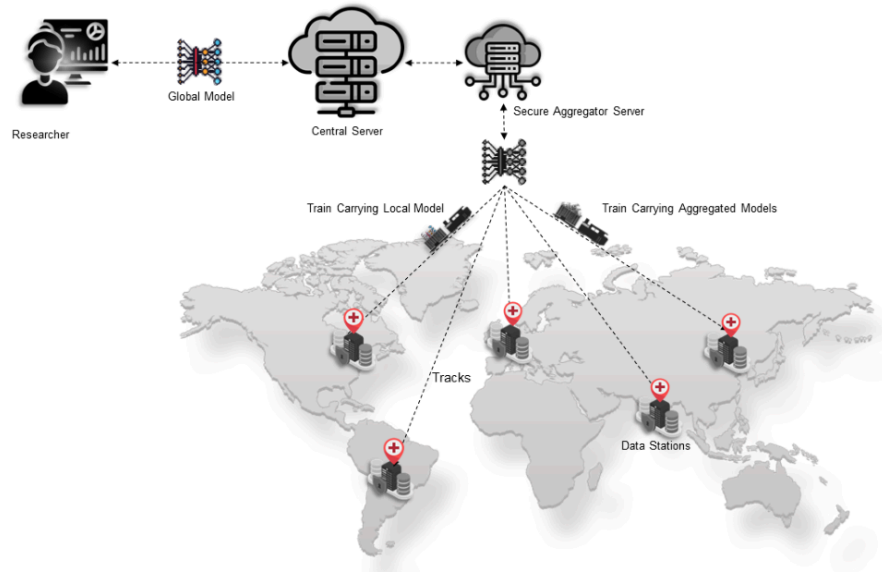 Global Model
Researcher
Central Server
Secure Aggregator Server
Train Carrying Local Model
Train Carrying Aggregated Models
Tracks
Data Stations